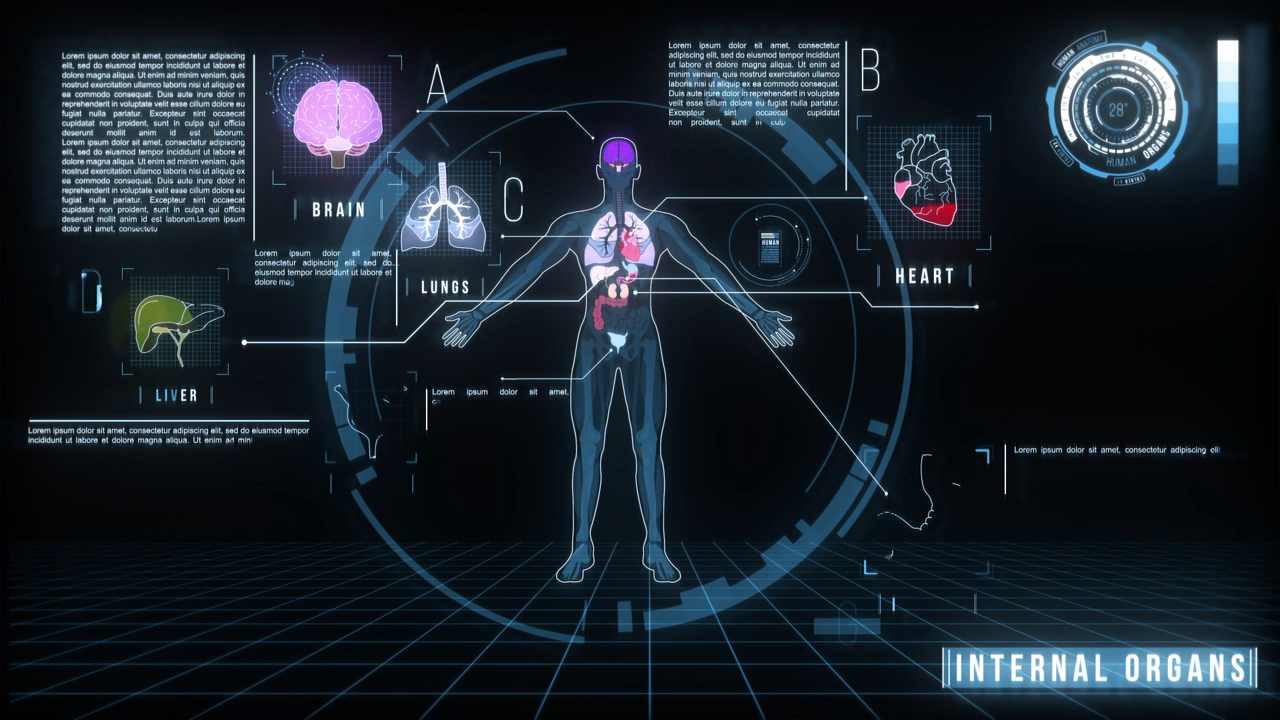 Lorem ipsum dolor sit amet, consectetur adipiscing
elit, sed do eiusmod tempor incididunt ut labore et
dolore magna aliqua. Ut enim ad minim veniam, quis
nostrud exercitation ullamco laboris nisi ut aliquip ex
ea commodo consequat. Duis aute irure dolor in
reprehenderit in voluptate velit esse cillum dolore eu
fugiat nulla pariatur. Excepteur sint occaecat
cupidatat non proident, sunt in culpa qui officia
deserunt mollit anim id est laborum.
Lorem ipsum dolor sit amet, consectetur adipiscing
elit, sed do eiusmod tempor incididunt ut labore et
dolore magna aliqua. Ut enim ad minim veniam, quis
nostrud exercitation ullamco laboris nisi ut aliquip ex
ea commodo consequat. Duis aute irure dolor in
reprehenderit in voluptate velit esse cillum dolore eu
fugiat nulla pariatur. Excepteur sint occaecat
cupidatat non proident, sunt in culpa qui officia
deserunt mollit anim id est laborum.Lorem ipsum
dolor sit amet, consectetu
A
BRAIN
Lorem ipsum dolor sit amet, consectetur adipiscing
elit, sed do eiusmod tempor incididunt ut labore et
dolore magna aliqua. Ut enim ad
minim veniam, quis nostrud exercitation ullamco
laboris nisi ut aliquip ex ea commodo consequat.
Duis aute irure dolor in reprehenderit in voluptate
velit esse cillum dolore eu fugiat nulla pariatur.
Excepteur sint occaecat cupidatat
non proident, sunt in culp
B
HEART
HUMAN ANATOMY
28°
HUMAN ORGANS
C
LUNGS
Lorem ipsum dolor sit amet,
consectetur adipiscing elit, sed do
eiusmod tempor incididunt ut labore et
dolore mag
HUMAN
D
LIVER
Lorem ipsum dolor sit amet, consectetur adipiscing elit, sed do eiusmod tempor
incididunt ut labore et dolore magna aliqua. Ut enim ad mini
Lorem ipsum dolor sit amet,
Lorem ipsum dolor sit amet, consectetur adipiscing elit
G
INTERNAL ORGANS